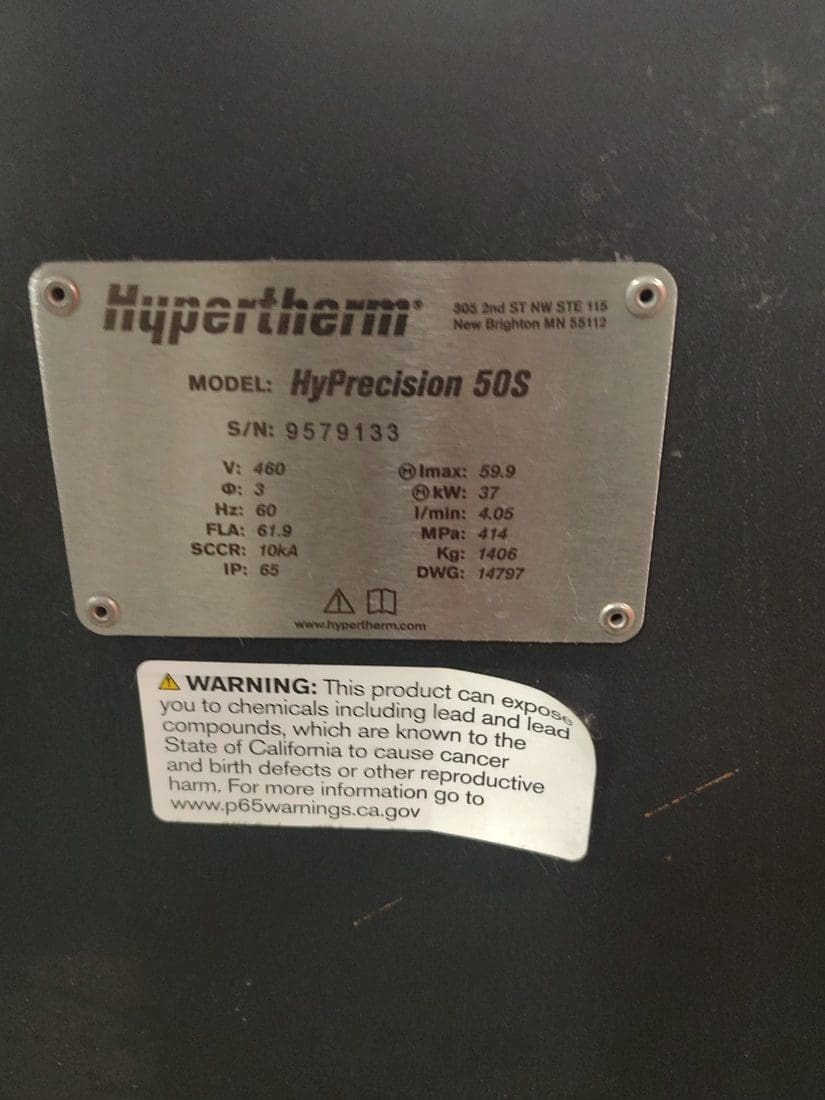 Hypertherm®
305 2nd ST NW STE 115
New Brighton MN 55112
MODEL: HyPrecision 50S
S/N: 9579133
V: 460
Φ: 3
Hz: 60
FLA: 61.9
SCCR: 10kA
IP: 65
Ⓜ Imax: 59.9
Ⓜ kW: 37
l/min: 4.05
MPa: 414
Kg: 1406
DWG: 14797
www.hypertherm.com
⚠ WARNING: This product can expose
you to chemicals including lead and lead
compounds, which are known to the
State of California to cause cancer
and birth defects or other reproductive
harm. For more information go to
www.p65warnings.ca.gov